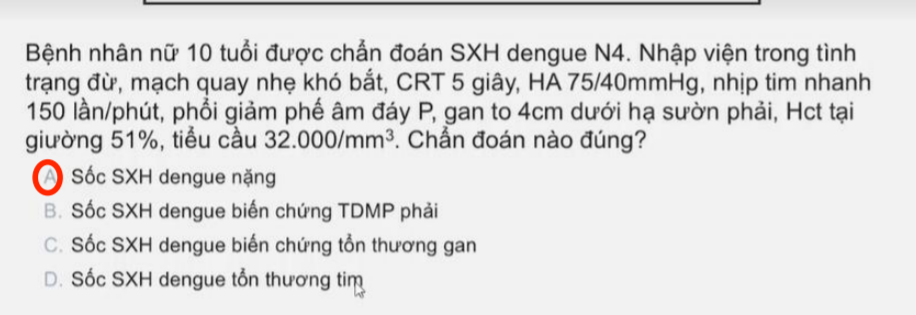 Bệnh nhân nữ 10 tuổi được chẩn đoán SXH dengue N4. Nhập viện trong tình
trạng đừ, mạch quay nhẹ khó bắt, CRT 5 giây, HA 75/40mmHg, nhịp tim nhanh
150 lần/phút, phổi giảm phế âm đáy P, gan to 4cm dưới hạ sườn phải, Hct tại
giường 51%, tiểu cầu 32.000/mm³. Chẩn đoán nào đúng?
A. Sốc SXH dengue nặng
B. Sốc SXH dengue biến chứng TDMP phải
C. Sốc SXH dengue biến chứng tổn thương gan
D. Sốc SXH dengue tổn thương tim